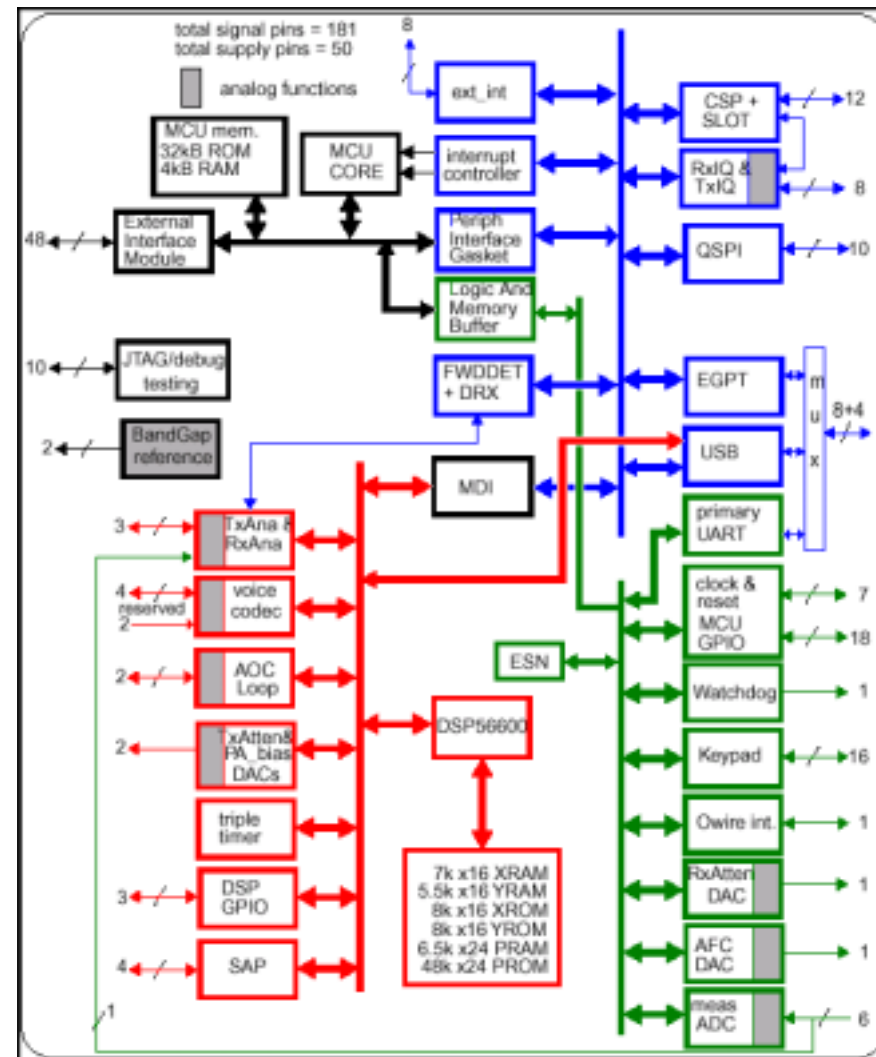 total signal pins = 181
total supply pins = 50
analog functions
8
ext_int
CSP +
SLOT
12
MCU mem.
32kB ROM
4kB RAM
MCU
CORE
interrupt
controller
RxIQ &
TxIQ
8
48
External
Interface
Module
Periph
Interface
Gasket
QSPI
10
Logic And
Memory
Buffer
10
JTAG/debug
testing
FWDDET
+ DRX
EGPT
m
u
x
8+4
2
BandGap
reference
MDI
USB
3
TxAna &
RxAna
primary
UART
4
reserved
2
voice
codec
clock &
reset
MCU
GPIO
7
18
ESN
2
AOC
Loop
Watchdog
1
2
TxAtten&
PA_bias
DACs
DSP56600
Keypad
16
triple
timer
Owire int.
1
7k x16 XRAM
5.5k x16 YRAM
8k x16 XROM
8k x16 YROM
6.5k x24 PRAM
48k x24 PROM
3
DSP
GPIO
RxAtten
DAC
1
4
SAP
AFC
DAC
1
1
meas
ADC
6